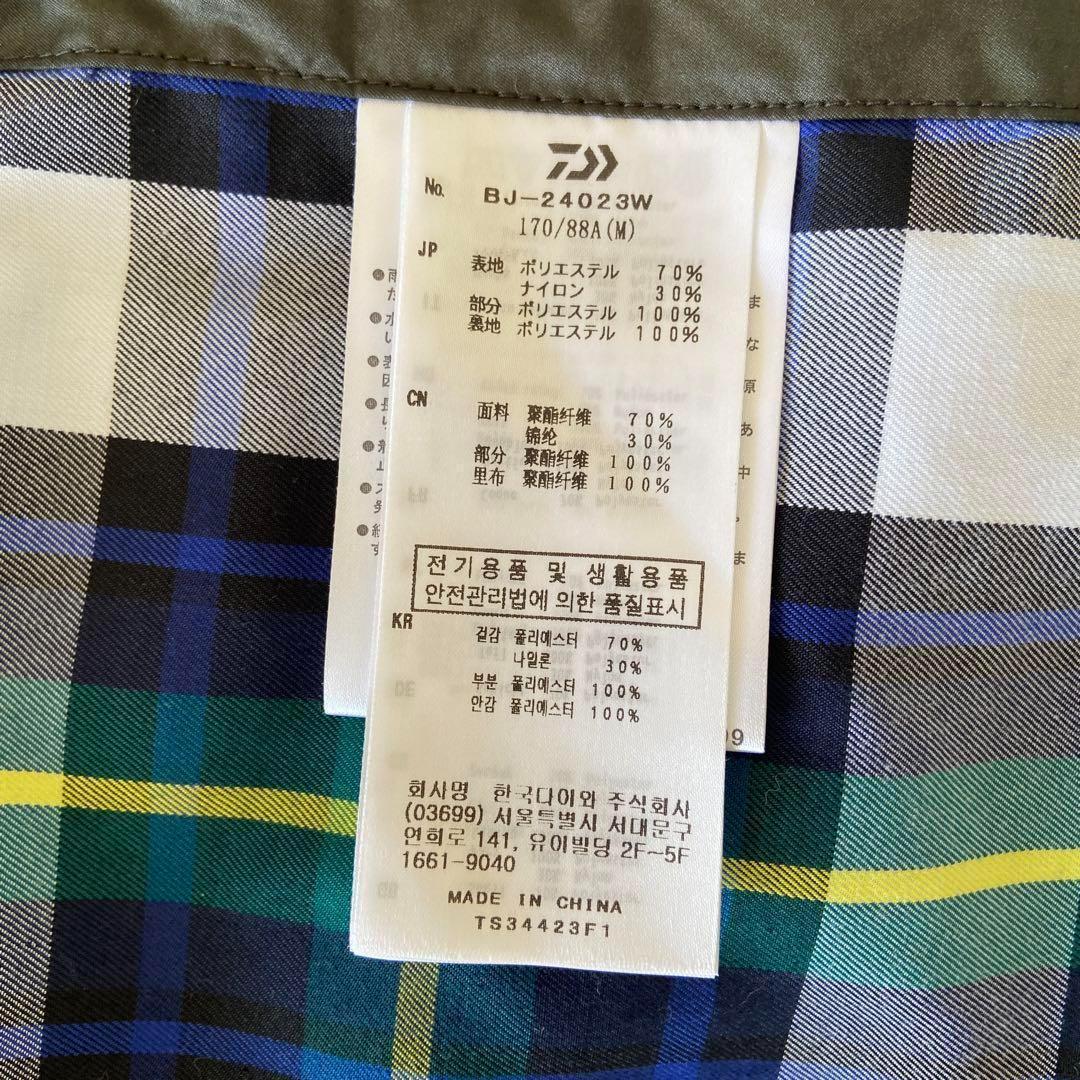 No. BJ-24023W
170/88A(M)
JP
表地 ポリエステル 70%
ナイロン 30%
部分 ポリエステル 100%
裏地 ポリエステル 100%
CN
面料 聚酯纤维 70%
锦纶 30%
部分 聚酯纤维 100%
里布 聚酯纤维 100%
전기용품 및 생활용품
안전관리법에 의한 품질표시
KR
겉감 폴리에스터 70%
나일론 30%
부분 폴리에스터 100%
안감 폴리에스터 100%
회사명 한국다이와 주식회사
(03699) 서울특별시 서대문구
연희로 141, 유이빌딩 2F~5F
1661-9040
MADE IN CHINA
TS34423F1